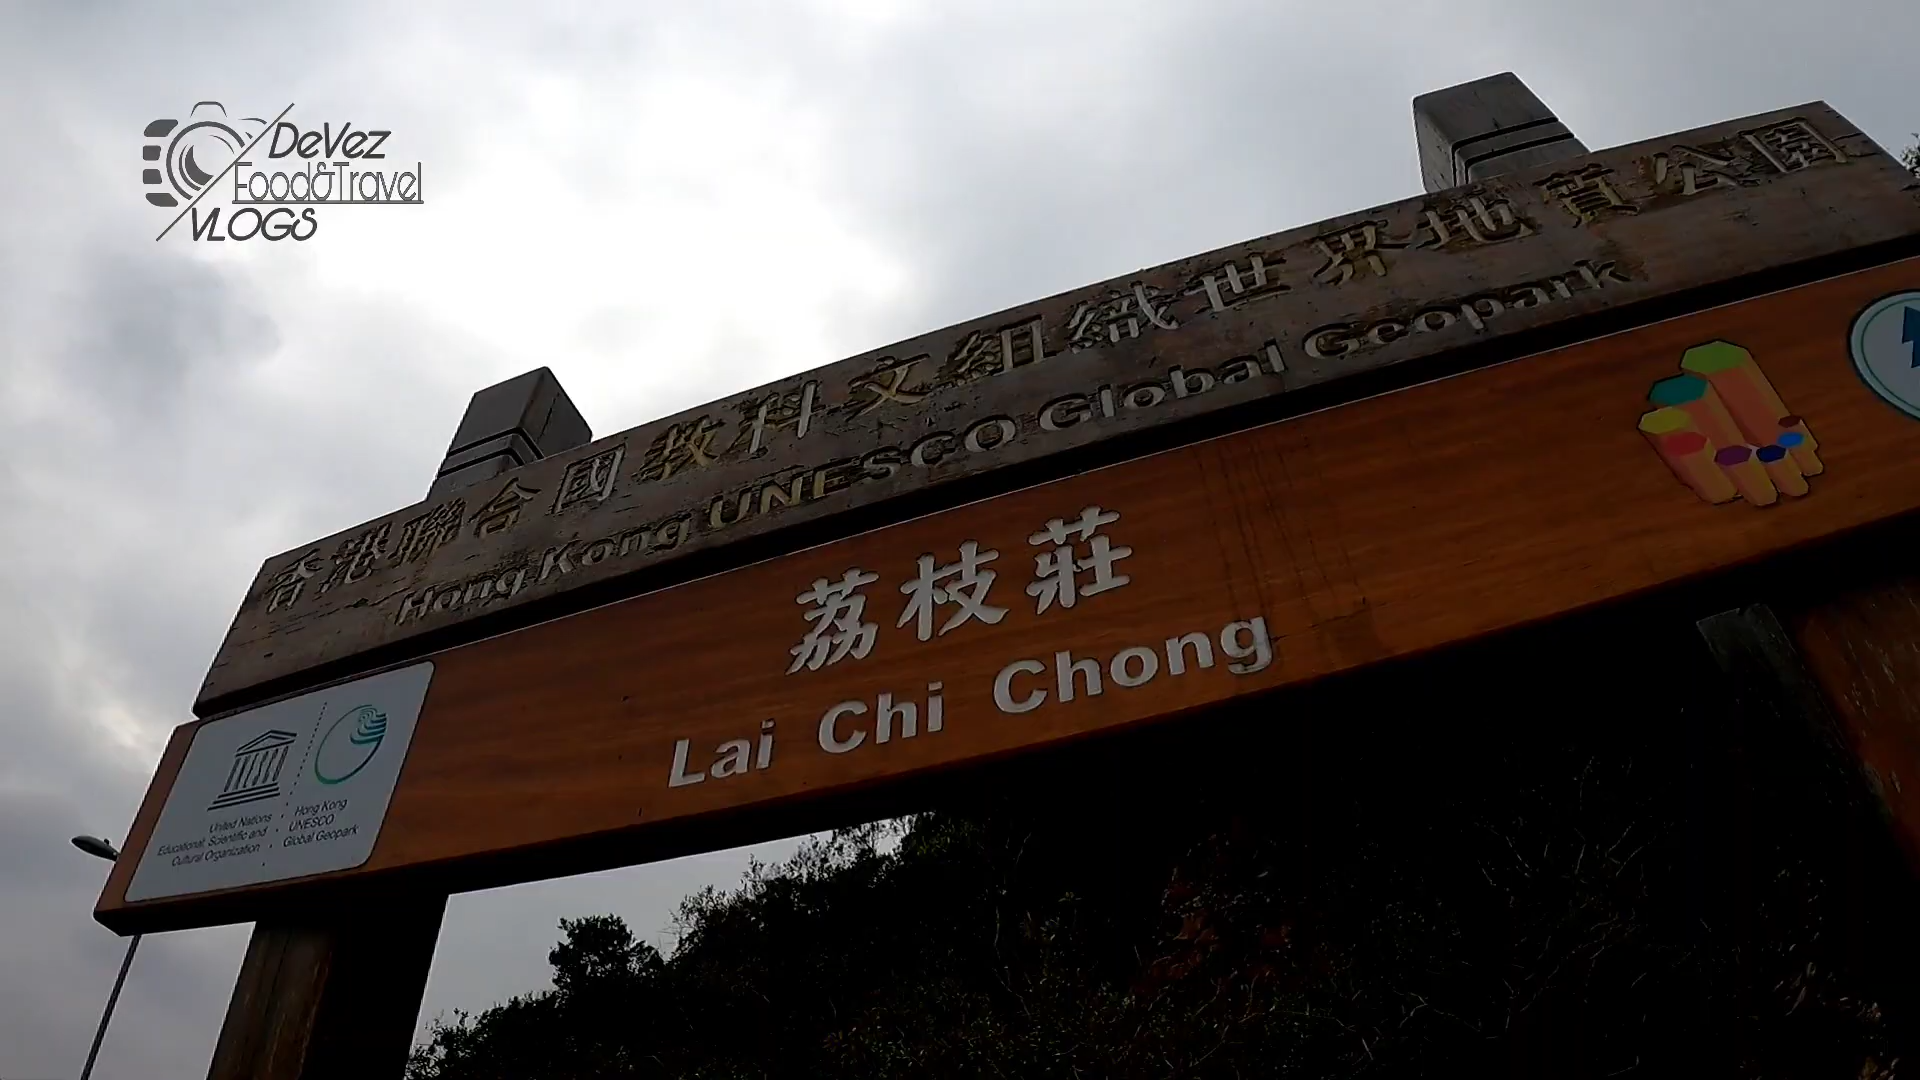 DeVez
Food&Travel
VLOGS
香港聯合國教科文組織世界地質公園
Hong Kong UNESCO Global Geopark
荔枝莊
Lai Chi Chong
United Nations
Educational, Scientific and
Cultural Organization
Hong Kong
UNESCO
Global Geopark